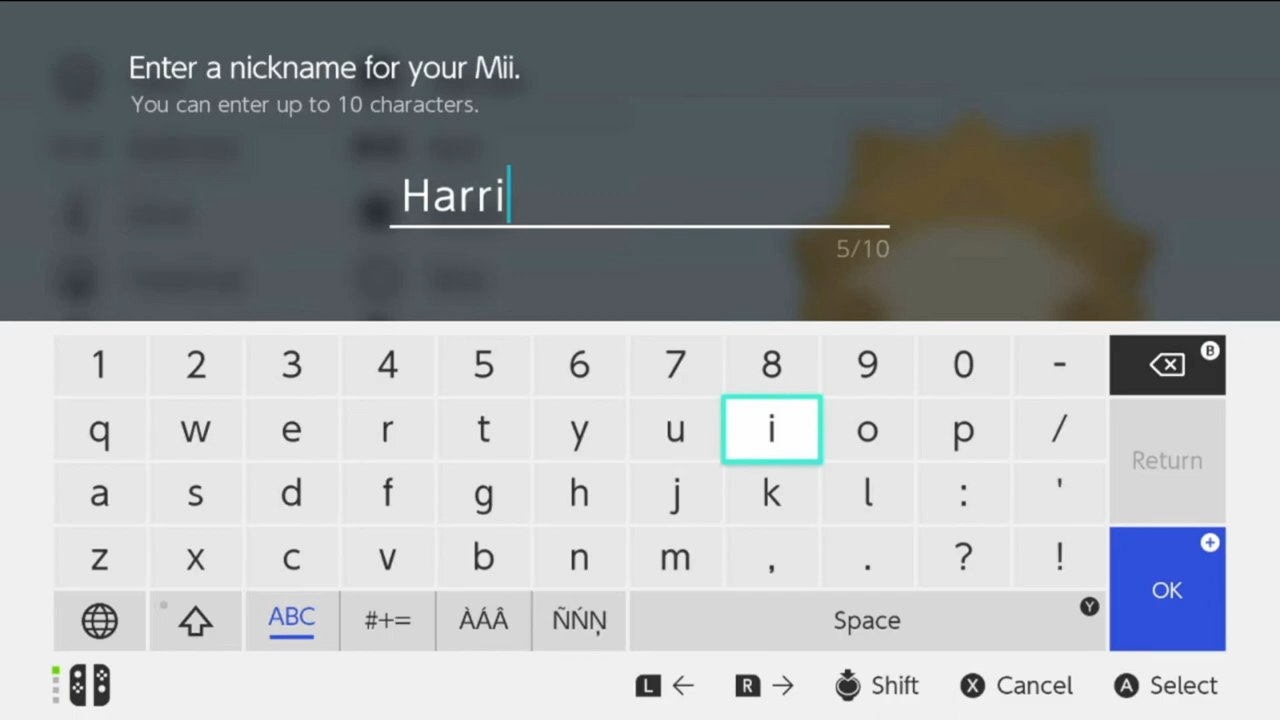 Enter a nickname for your Mii.
You can enter up to 10 characters.
Harri
5/10
1 2 3 4 5 6 7 8 9 0 - B
q w e r t y u i o p /
Return
a s d f g h j k l : '
z x c v b n m , . ? ! +
OK
ABC #+= ÀÁÂ ÑŃŅ Space Y
L ← R → Shift X Cancel A Select